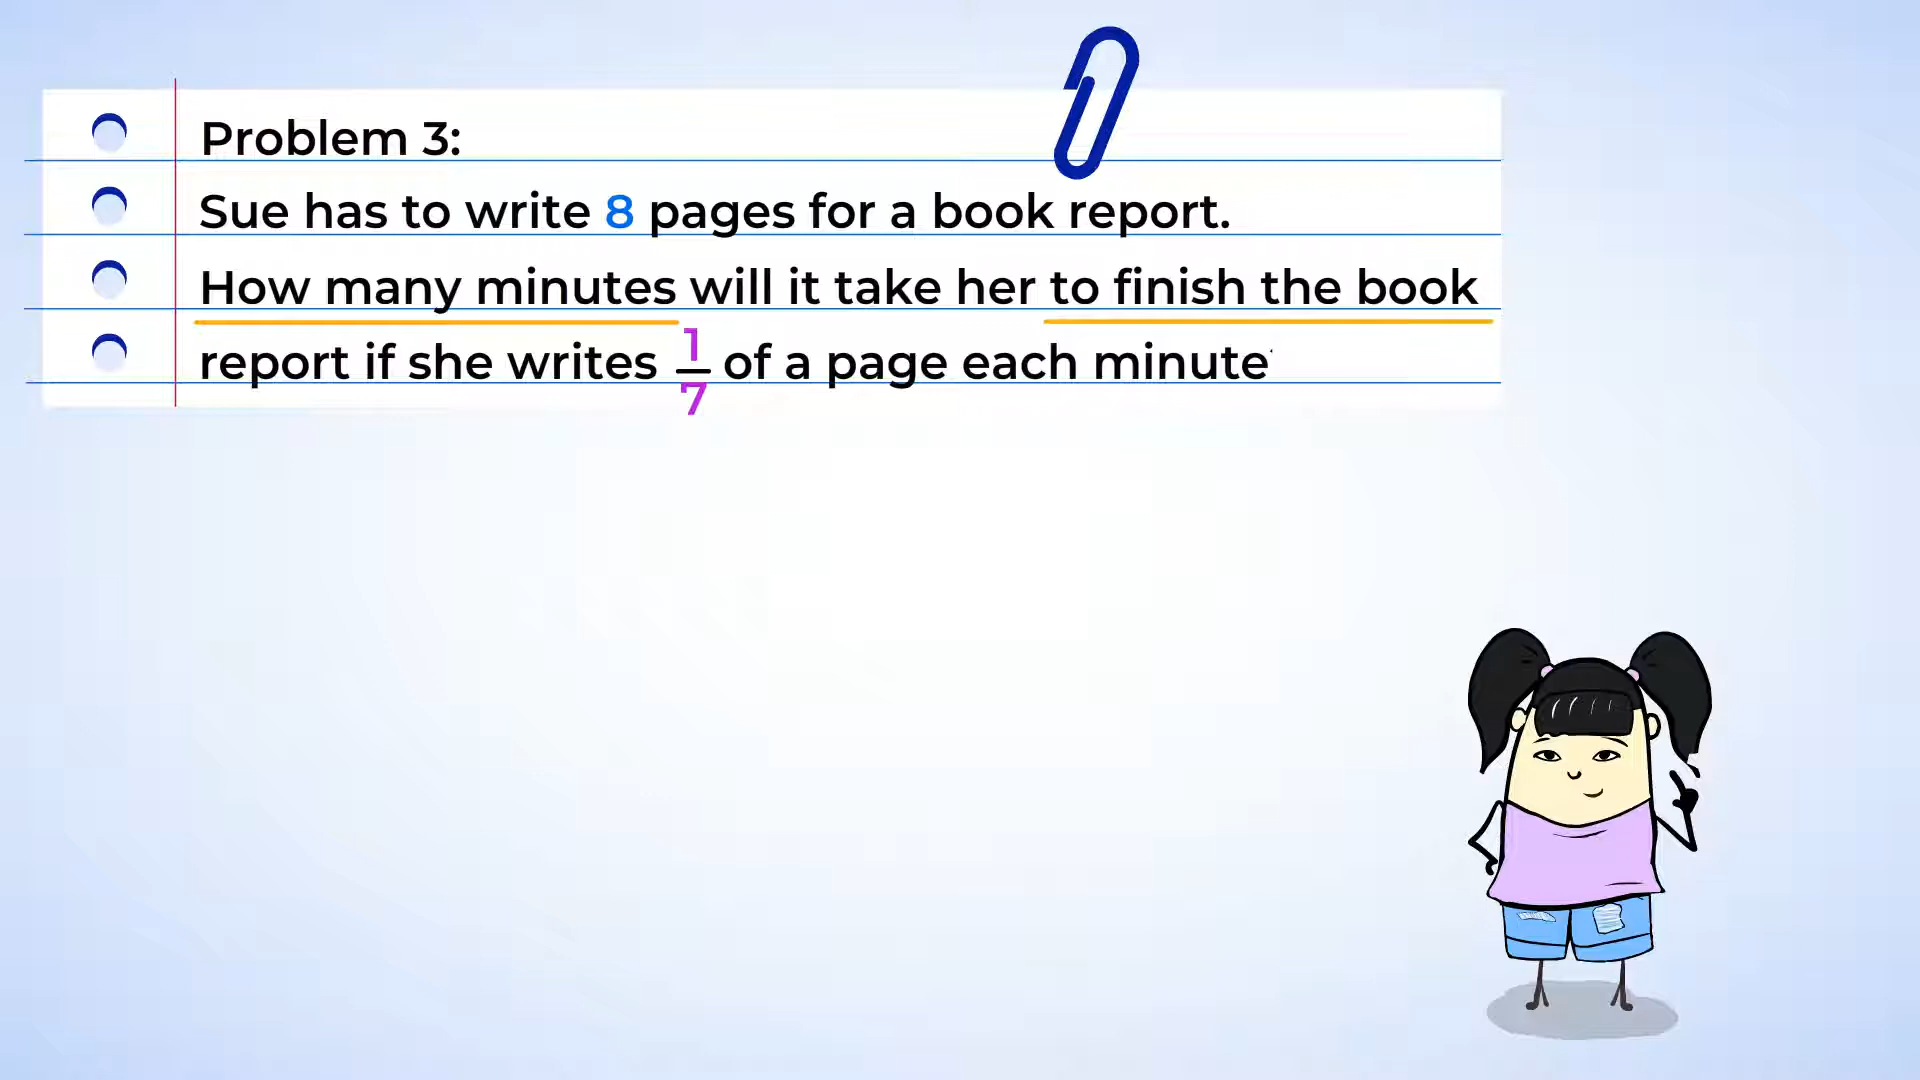 Problem 3:
Sue has to write 8 pages for a book report.
How many minutes will it take her to finish the book
report if she writes 1/7 of a page each minute